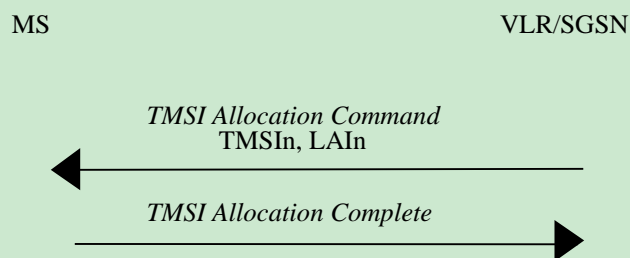 MS VLR/SGSN
TMSI Allocation Command
TMSIn, LAIn
TMSI Allocation Complete